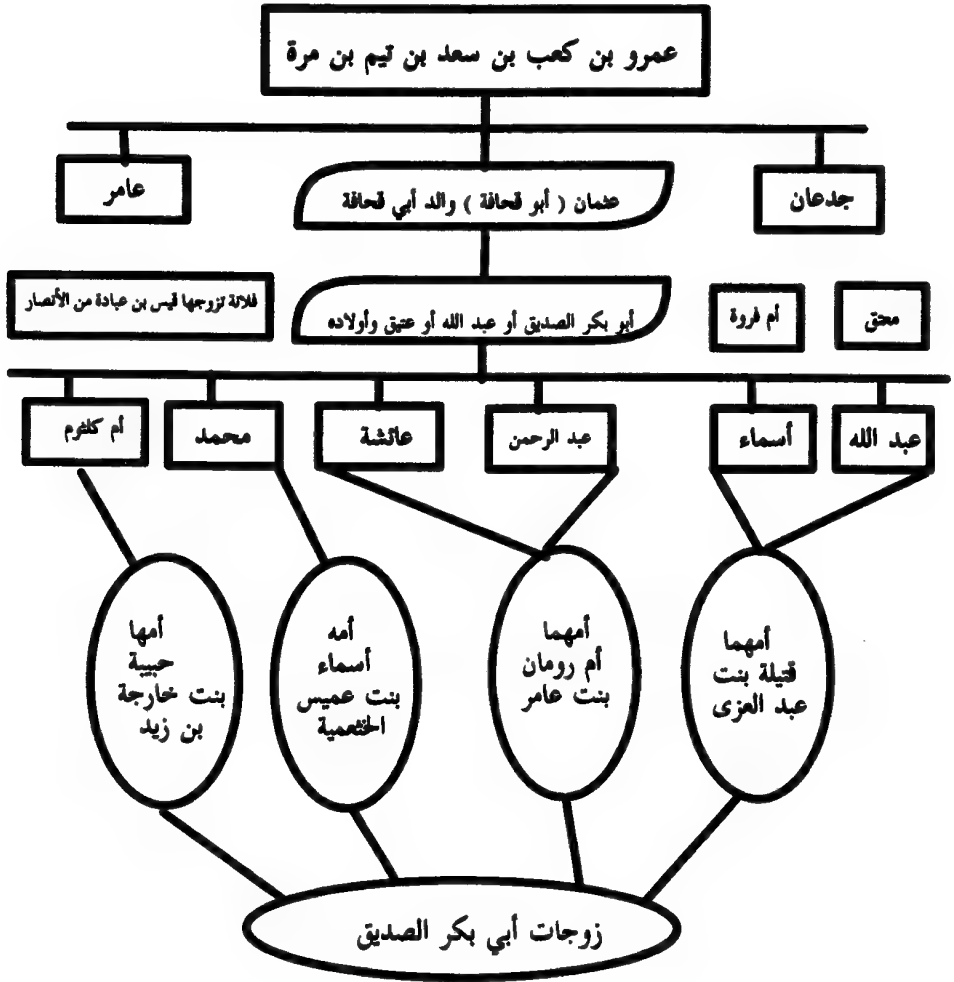 عمرو بن كعب بن سعد بن تيم بن مرة
جدعان
عثمان ( أبو قحافة ) والد أبي قحافة
عامر
محق
أم فروة
أبو بكر الصديق أو عبد الله أو عتيق وأولاده
فلانة تزوجها قيس بن عبادة من الأنصار
عبد الله
أسماء
عبد الرحمن
عائشة
محمد
أم كلثوم
أمهما
قتيلة بنت
عبد العزى
أمهما
أم رومان
بنت عامر
أمه
أسماء
بنت عميس
الخثعمية
أمها
حبيبة
بنت خارجة
بن زيد
زوجات أبي بكر الصديق